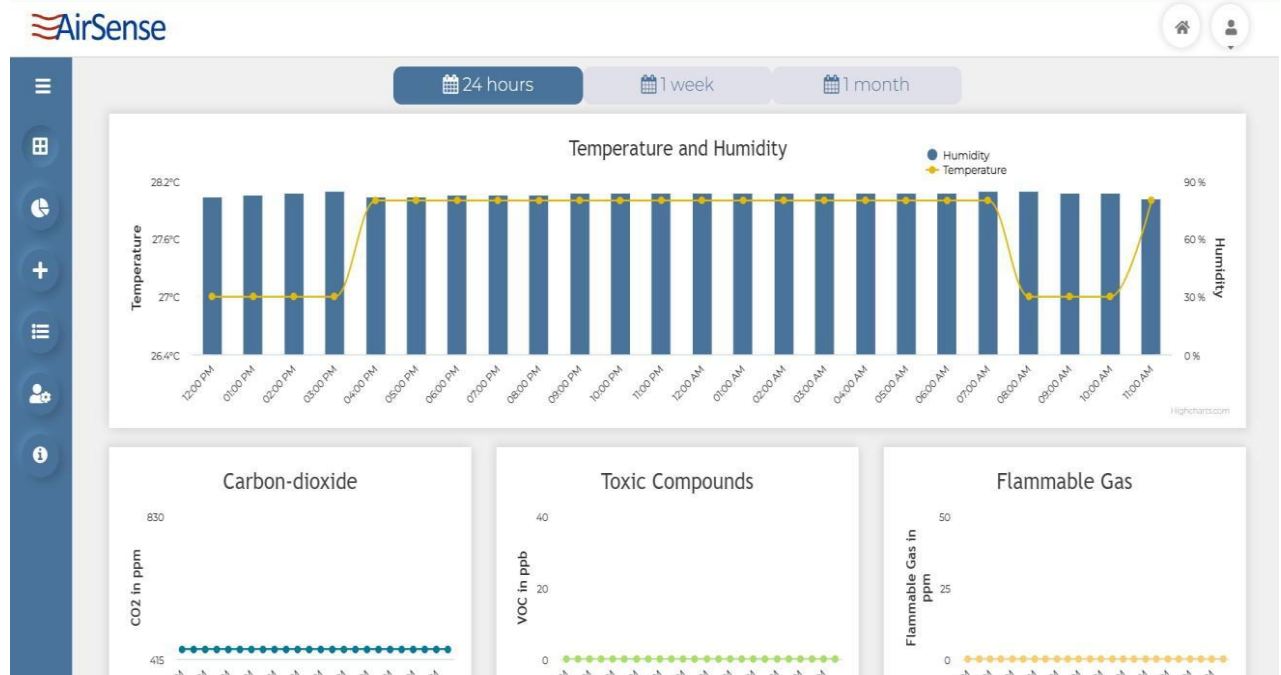 AirSense
24 hours
1 week
1 month
Temperature and Humidity
Humidity
Temperature
28.2°C
27.6°C
27°C
26.4°C
Temperature
90 %
60 %
30 %
0 %
Humidity
12:00 PM
01:00 PM
02:00 PM
03:00 PM
04:00 PM
05:00 PM
06:00 PM
07:00 PM
08:00 PM
09:00 PM
10:00 PM
11:00 PM
12:00 AM
01:00 AM
02:00 AM
03:00 AM
04:00 AM
05:00 AM
06:00 AM
07:00 AM
08:00 AM
09:00 AM
10:00 AM
11:00 AM
Highcharts.com
Carbon-dioxide
830
415
CO2 in ppm
Toxic Compounds
40
20
0
VOC in ppb
Flammable Gas
50
25
0
Flammable Gas in
ppm